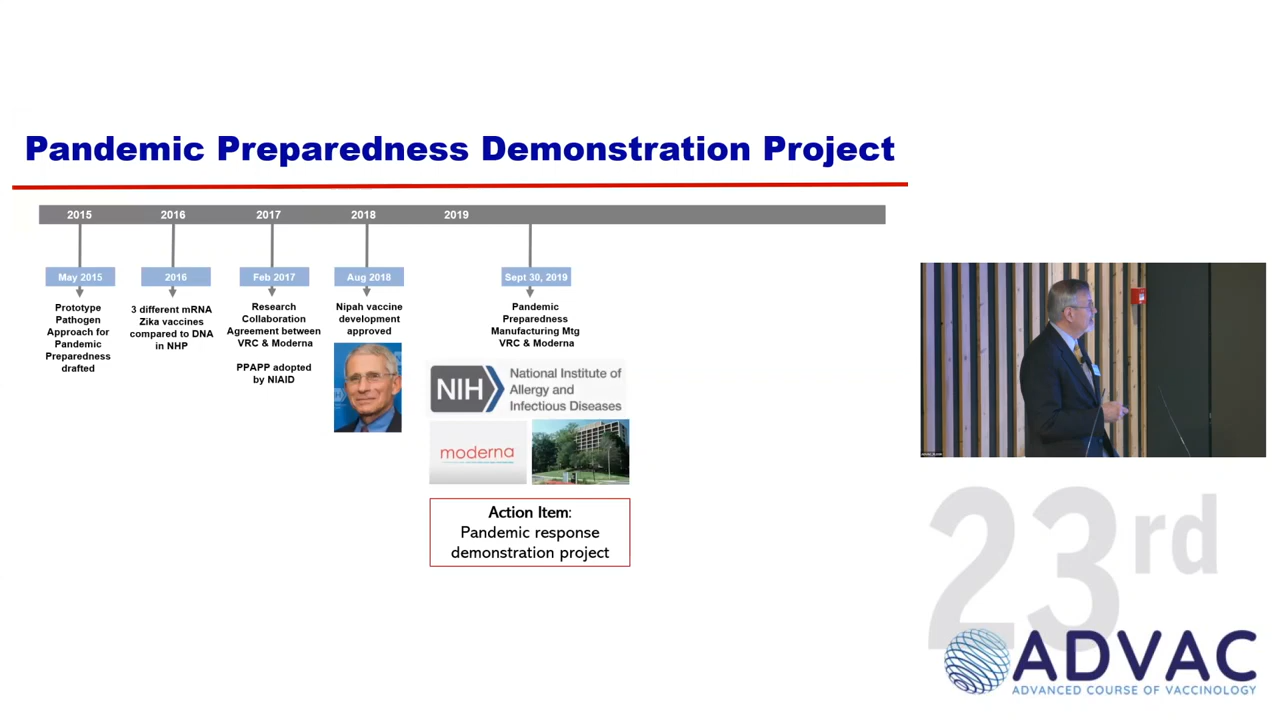 Pandemic Preparedness Demonstration Project
2015
2016
2017
2018
2019
May 2015
Prototype
Pathogen
Approach for
Pandemic
Preparedness
drafted
2016
3 different mRNA
Zika vaccines
compared to DNA
in NHP
Feb 2017
Research
Collaboration
Agreement between
VRC & Moderna
PPAPP adopted
by NIAID
Aug 2018
Nipah vaccine
development
approved
Sept 30, 2019
Pandemic
Preparedness
Manufacturing Mtg
VRC & Moderna
NIH
National Institute of
Allergy and
Infectious Diseases
moderna
Action Item:
Pandemic response
demonstration project
23rd
ADVAC
ADVANCED COURSE OF VACCINOLOGY